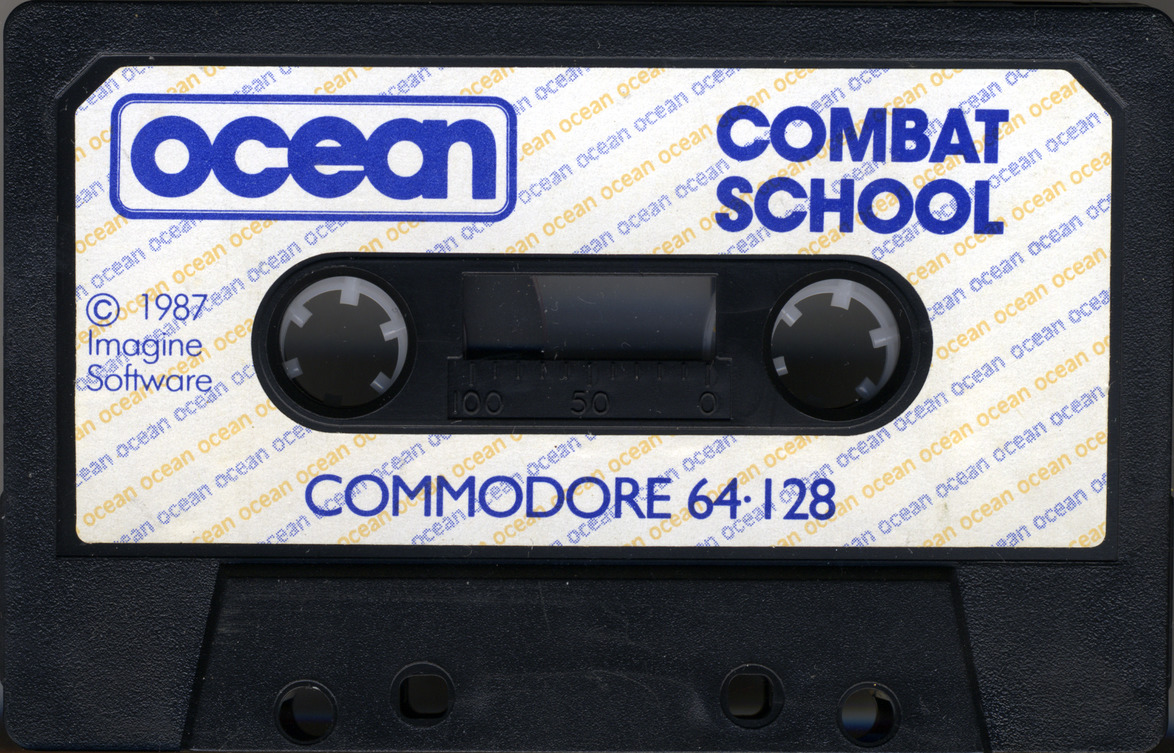 ocean
COMBAT
SCHOOL
© 1987
Imagine
Software
100 50 0
COMMODORE 64·128